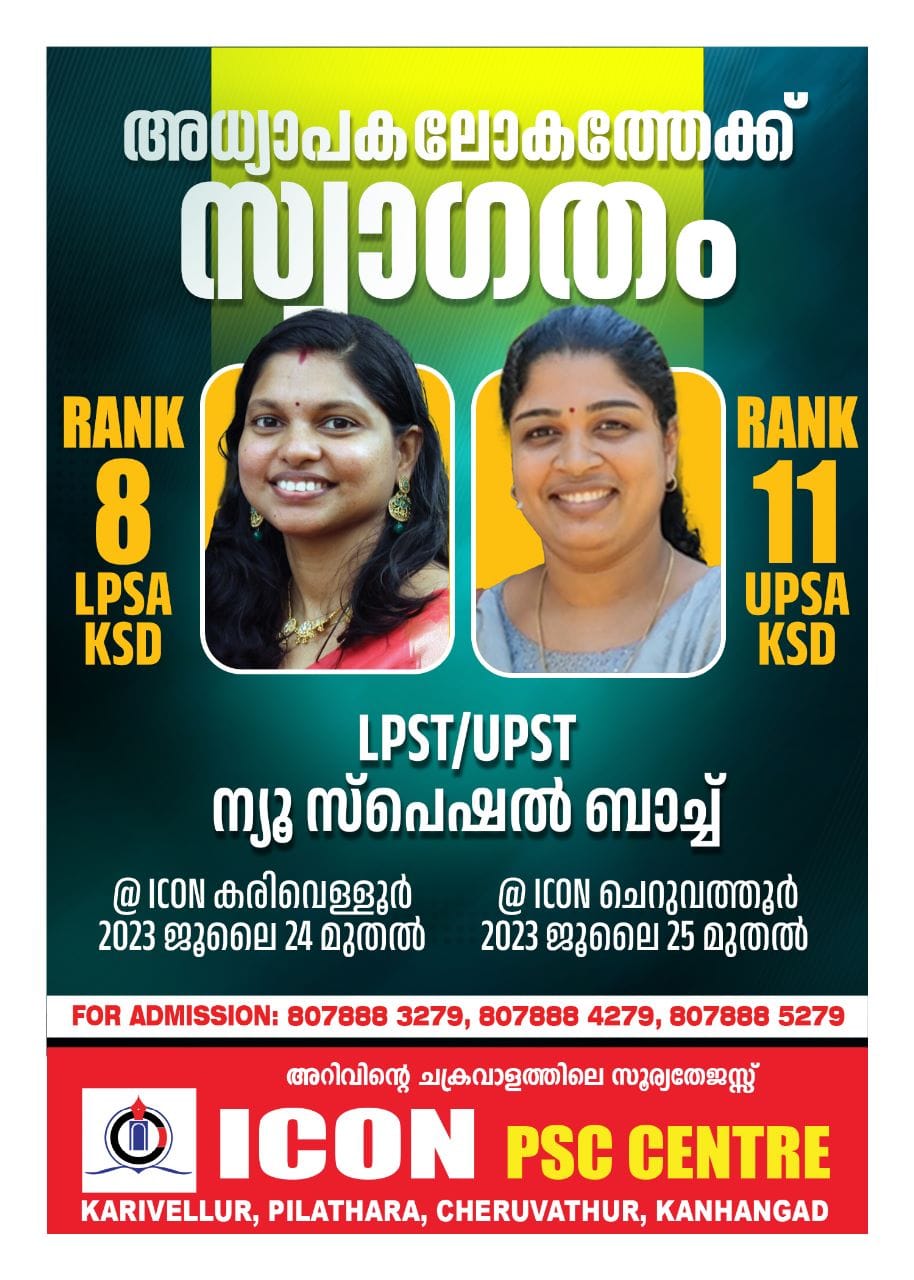 അധ്യാപക ലോകത്തേക്ക്
സ്വാഗതം
RANK
8
LPSA
KSD
RANK
11
UPSA
KSD
LPST/UPST
ന്യൂ സ്പെഷൽ ബാച്ച്
@ ICON കരിവെള്ളൂർ
2023 ജൂലൈ 24 മുതൽ
@ ICON ചെറുവത്തൂർ
2023 ജൂലൈ 25 മുതൽ
FOR ADMISSION: 807888 3279, 807888 4279, 807888 5279
അറിവിന്റെ ചക്രവാളത്തിലെ സൂര്യതേജസ്സ്
ICON PSC CENTRE
KARIVELLUR, PILATHARA, CHERUVATHUR, KANHANGAD